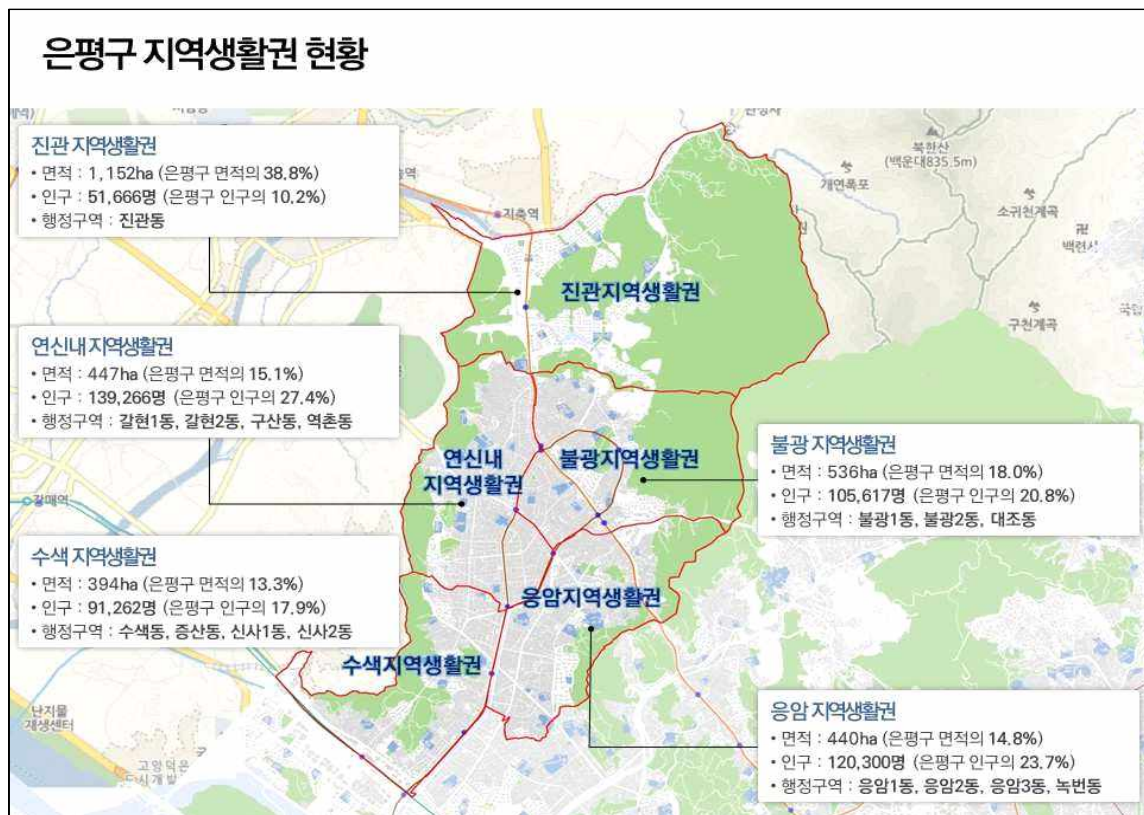 은평구 지역생활권 현황
진관 지역생활권
• 면적 : 1,152ha (은평구 면적의 38.8%)
• 인구 : 51,666명 (은평구 인구의 10.2%)
• 행정구역 : 진관동
연신내 지역생활권
• 면적 : 447ha (은평구 면적의 15.1%)
• 인구 : 139,266명 (은평구 인구의 27.4%)
• 행정구역 : 갈현1동, 갈현2동, 구산동, 역촌동
수색 지역생활권
• 면적 : 394ha (은평구 면적의 13.3%)
• 인구 : 91,262명 (은평구 인구의 17.9%)
• 행정구역 : 수색동, 증산동, 신사1동, 신사2동
불광 지역생활권
• 면적 : 536ha (은평구 면적의 18.0%)
• 인구 : 105,617명 (은평구 인구의 20.8%)
• 행정구역 : 불광1동, 불광2동, 대조동
응암 지역생활권
• 면적 : 440ha (은평구 면적의 14.8%)
• 인구 : 120,300명 (은평구 인구의 23.7%)
• 행정구역 : 응암1동, 응암2동, 응암3동, 녹번동
진관지역생활권
연신내
지역생활권
불광지역생활권
응암지역생활권
수색지역생활권
지축역
북한산
(백운대835.5m)
개연폭포
소귀천계곡
백련사
구천계곡
강매역
난지물
재생센터
고양덕은
도시개발